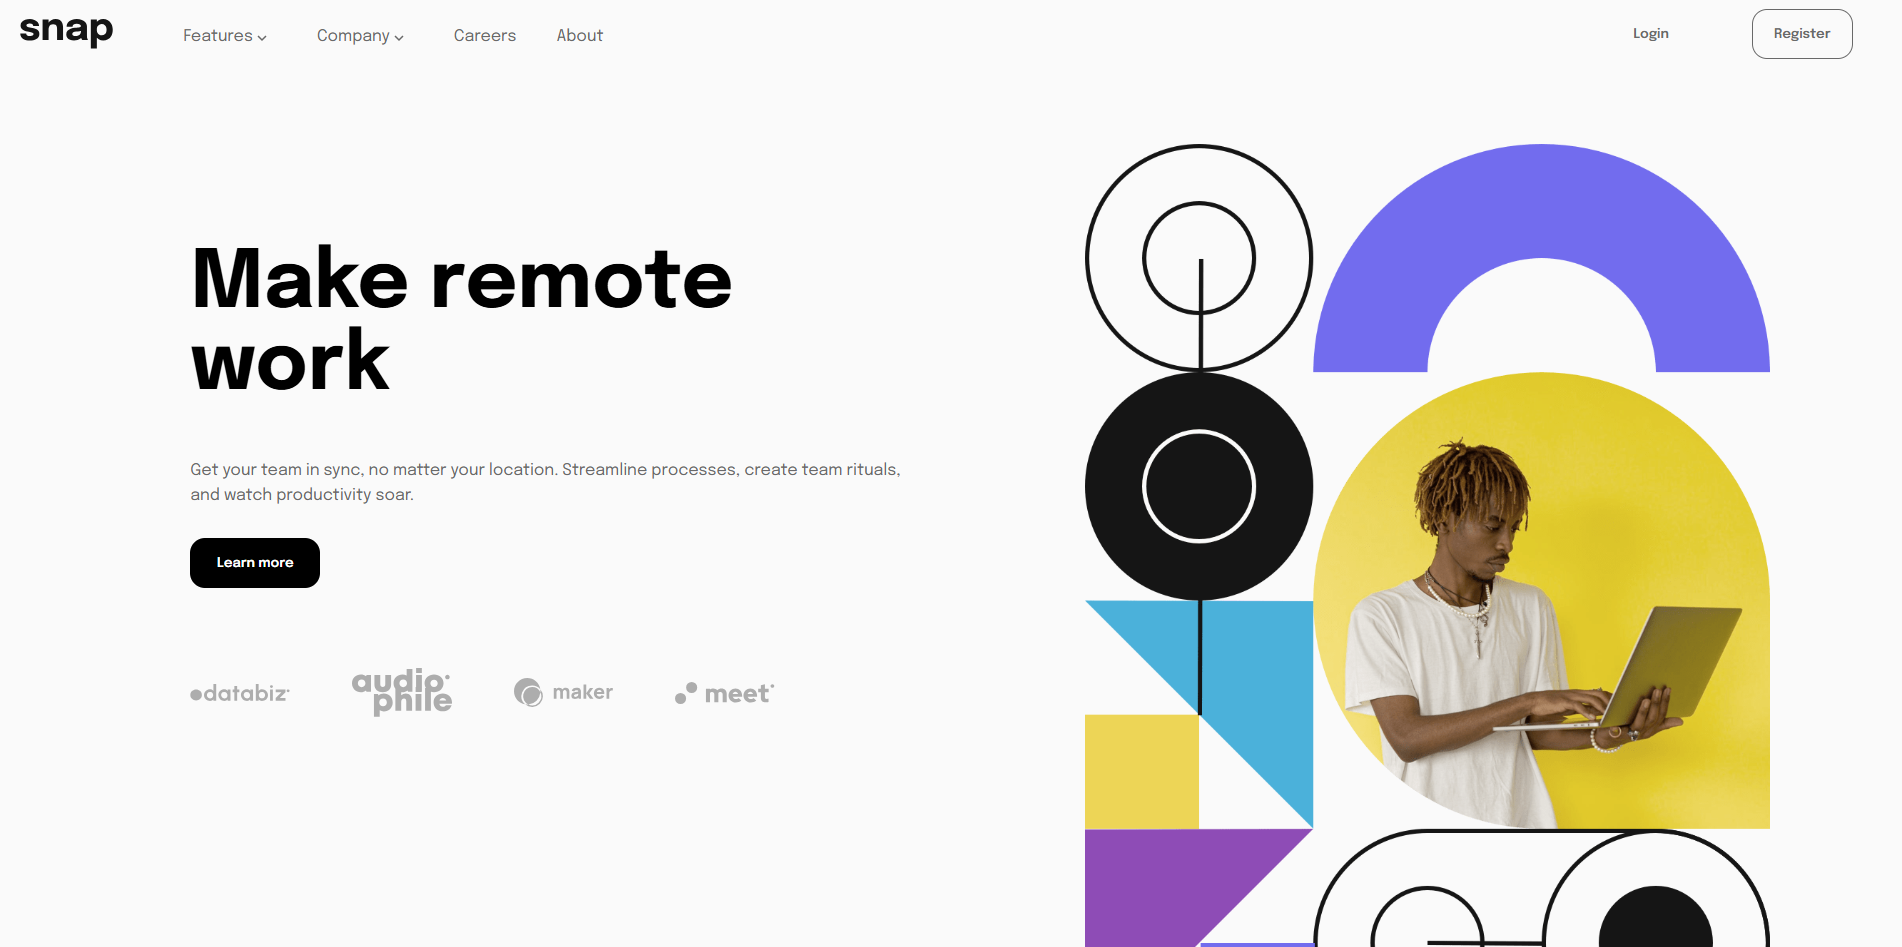 snap
Features
Company
Careers
About
Login
Register
Make remote
work
Get your team in sync, no matter your location. Streamline processes, create team rituals,
and watch productivity soar.
Learn more
databiz
audiophile
maker
meet